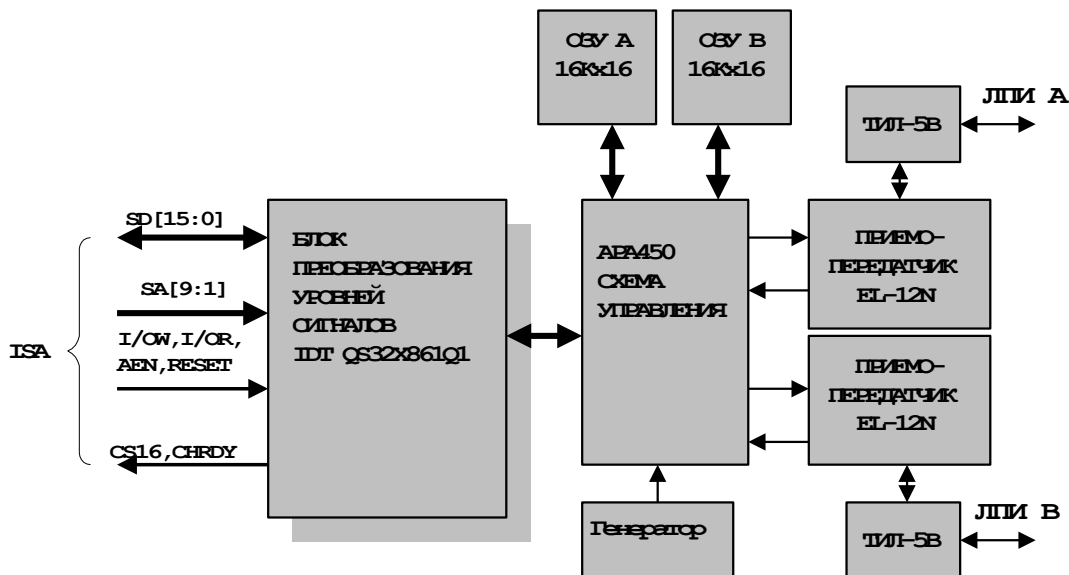 ОЗУ А
16Кх16
ОЗУ В
16Кх16
ЛПИ А
ТИЛ-5В
SD[15:0]
SA[9:1]
I/OW,I/OR,
AEN,RESET
CS16,CHRDY
ISA
БЛОК
ПРЕОБРАЗОВАНИЯ
УРОВНЕЙ
СИГНАЛОВ
IDT QS32X861Q1
APA450
СХЕМА
УПРАВЛЕНИЯ
ПРИЕМО-
ПЕРЕДАТЧИК
EL-12N
ПРИЕМО-
ПЕРЕДАТЧИК
EL-12N
Генератор
ТИЛ-5В
ЛПИ В